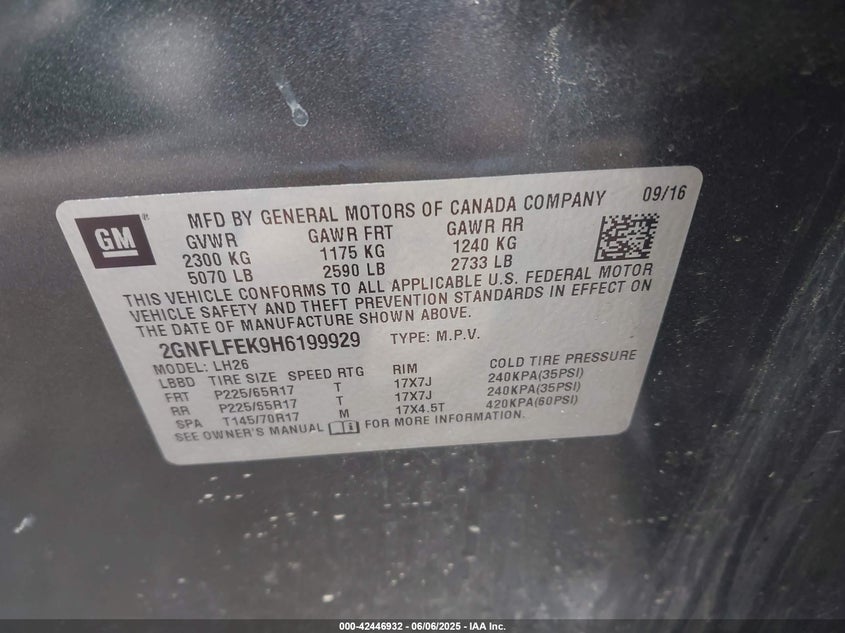 GM
®
MFD BY GENERAL MOTORS OF CANADA COMPANY 09/16
GVWR GAWR FRT GAWR RR
2300 KG 1175 KG 1240 KG
5070 LB 2590 LB 2733 LB
THIS VEHICLE CONFORMS TO ALL APPLICABLE U.S. FEDERAL MOTOR
VEHICLE SAFETY AND THEFT PREVENTION STANDARDS IN EFFECT ON
THE DATE OF MANUFACTURE SHOWN ABOVE.
2GNFLFEK9H6199929 TYPE: M.P.V.
MODEL: LH26
LBBD TIRE SIZE SPEED RTG RIM COLD TIRE PRESSURE
FRT P225/65R17 T 17X7J 240KPA(35PSI)
RR P225/65R17 T 17X7J 240KPA(35PSI)
SPA T145/70R17 M 17X4.5T 420KPA(60PSI)
SEE OWNER'S MANUAL FOR MORE INFORMATION.
000-42446932 - 06/06/2025 - IAA Inc.